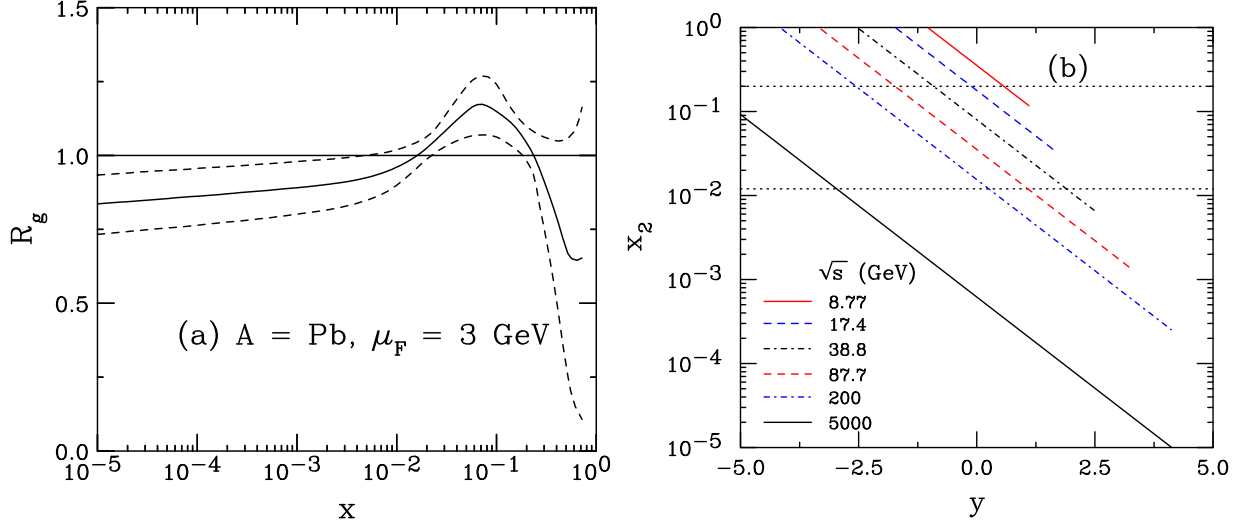 1.5
1.0
0.5
0.0
R_g
10^{-5} 10^{-4} 10^{-3} 10^{-2} 10^{-1} 10^0
x
(a) A = Pb, μ_F = 3 GeV
10^0
10^{-1}
10^{-2}
10^{-3}
10^{-4}
10^{-5}
x_2
(b)
√s (GeV)
8.77
17.4
38.8
87.7
200
5000
-5.0 -2.5 0.0 2.5 5.0
y